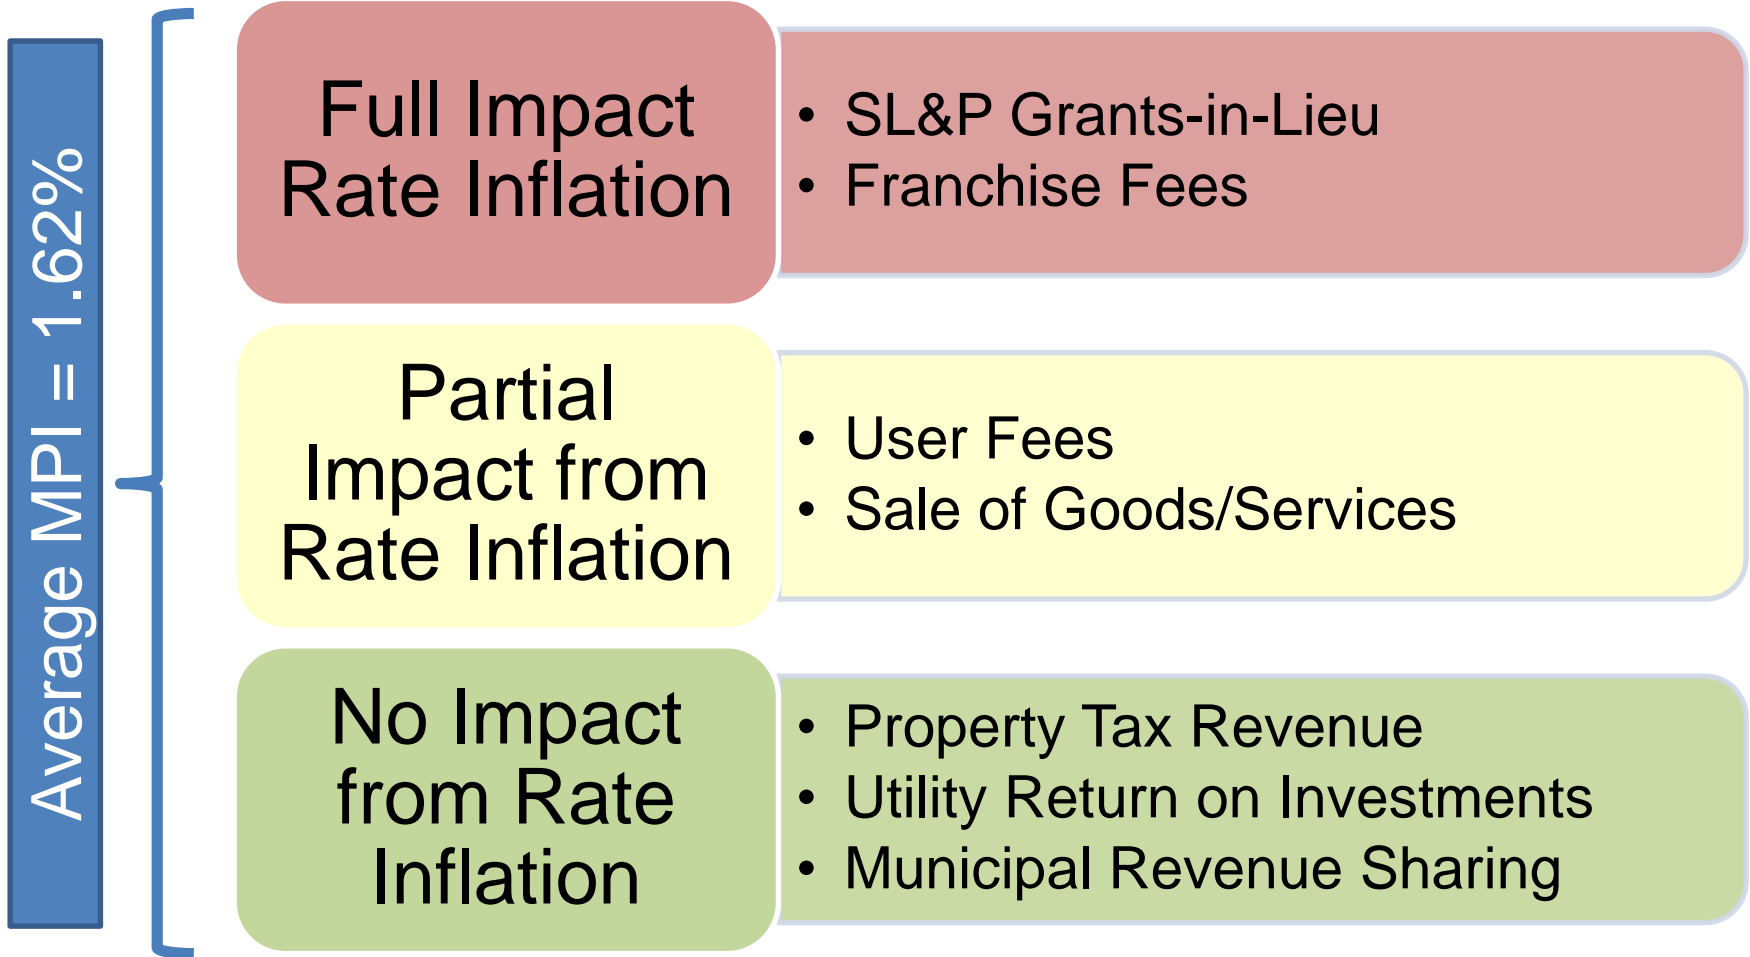 Average MPI = 1.62%
Full Impact
Rate Inflation
• SL&P Grants-in-Lieu
• Franchise Fees
Partial
Impact from
Rate Inflation
• User Fees
• Sale of Goods/Services
No Impact
from Rate
Inflation
• Property Tax Revenue
• Utility Return on Investments
• Municipal Revenue Sharing